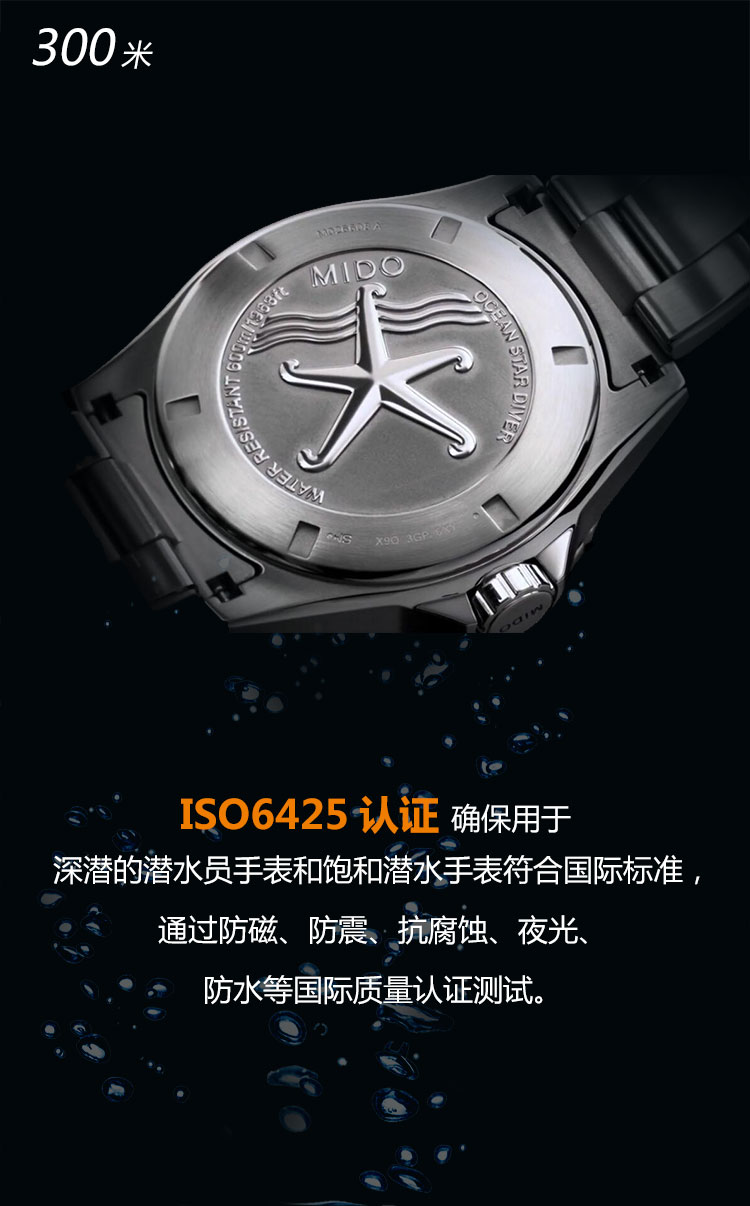 300米
MIDO
OCEAN STAR DIVER
WATER RESISTANT 600m/1968ft
MIDO
ISO6425 认证 确保用于
深潜的潜水员手表和饱和潜水手表符合国际标准，
通过防磁、防震、抗腐蚀、夜光、
防水等国际质量认证测试。